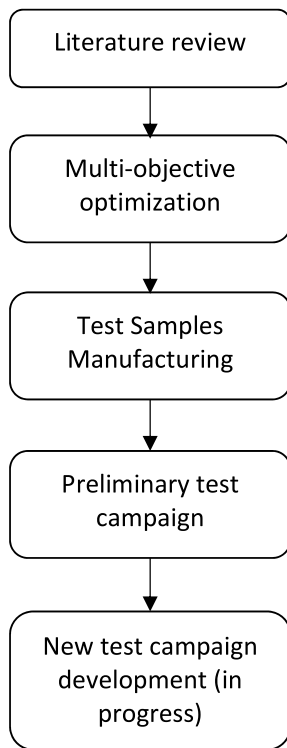 Literature review
Multi-objective
optimization
Test Samples
Manufacturing
Preliminary test
campaign
New test campaign
development (in
progress)